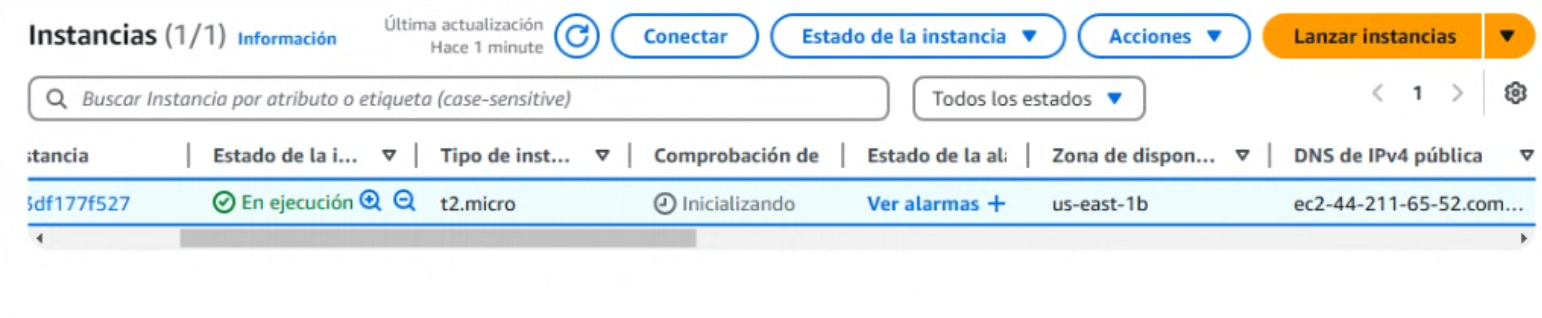 Instancias (1/1) Información
Última actualización
Hace 1 minute
Conectar
Estado de la instancia
Acciones
Lanzar instancias
Buscar Instancia por atributo o etiqueta (case-sensitive)
Todos los estados
1
stancia Estado de la i... Tipo de inst... Comprobación de Estado de la al Zona de dispon... DNS de IPv4 pública
3df177f527 En ejecución t2.micro Inicializando Ver alarmas + us-east-1b ec2-44-211-65-52.com...